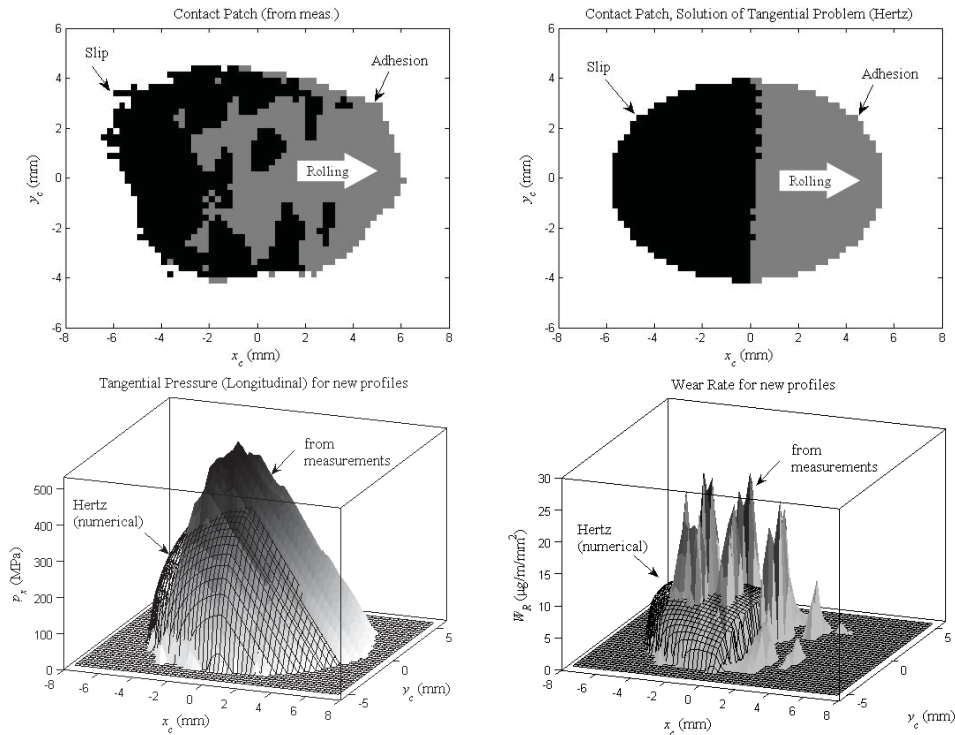 Contact Patch (from meas.)
6
4
2
0
-2
-4
-6
y_c (mm)
Slip
Adhesion
Rolling
-8 -6 -4 -2 0 2 4 6 8
x_c (mm)
Contact Patch, Solution of Tangential Problem (Hertz)
6
4
2
0
-2
-4
-6
y_c (mm)
Slip
Adhesion
Rolling
-8 -6 -4 -2 0 2 4 6 8
x_c (mm)
Tangential Pressure (Longitudinal) for new profiles
from
measurements
Hertz
(numerical)
500
400
300
200
100
0
p_x (MPa)
-8 -6 -4 -2 0 2 4 6 8
x_c (mm)
-5 0 5
y_c (mm)
Wear Rate for new profiles
from
measurements
Hertz
(numerical)
30
25
20
15
10
5
0
W_R (μg/m/mm²)
-8 -6 -4 -2 0 2 4 6 8
x_c (mm)
-5 0 5
y_c (mm)